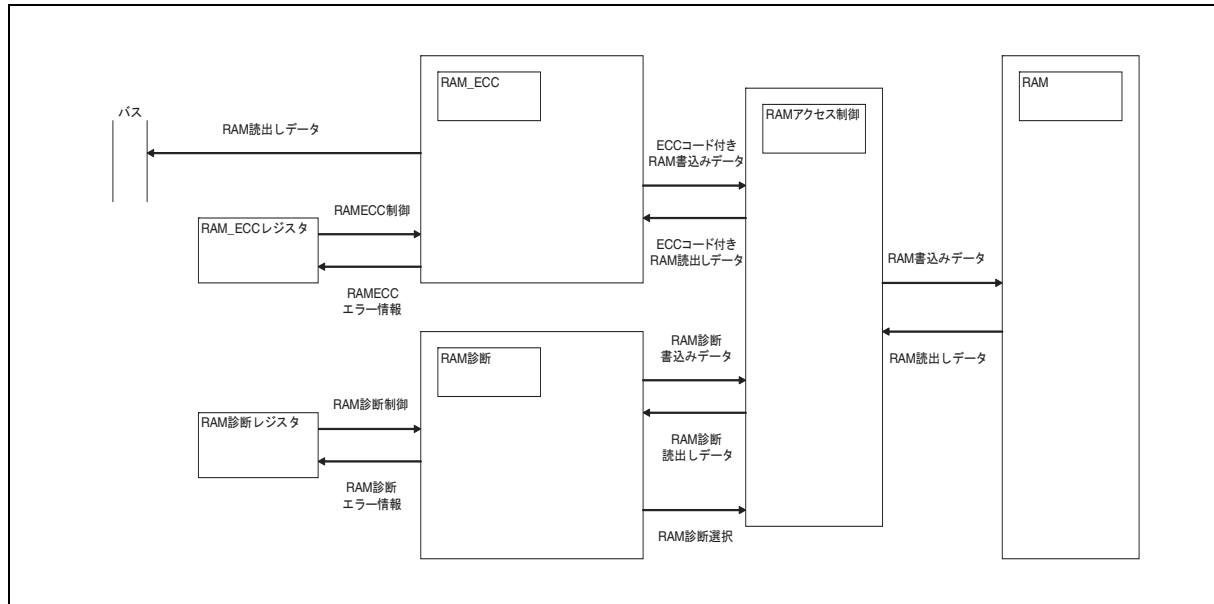 バス
RAM読出しデータ
RAM_ECC
RAM_ECCレジスタ
RAMECC制御
RAMECC
エラー情報
ECCコード付き
RAM書込みデータ
ECCコード付き
RAM読出しデータ
RAMアクセス制御
RAM
RAM書込みデータ
RAM読出しデータ
RAM診断
RAM診断レジスタ
RAM診断制御
RAM診断
エラー情報
RAM診断
書込みデータ
RAM診断
読出しデータ
RAM診断選択